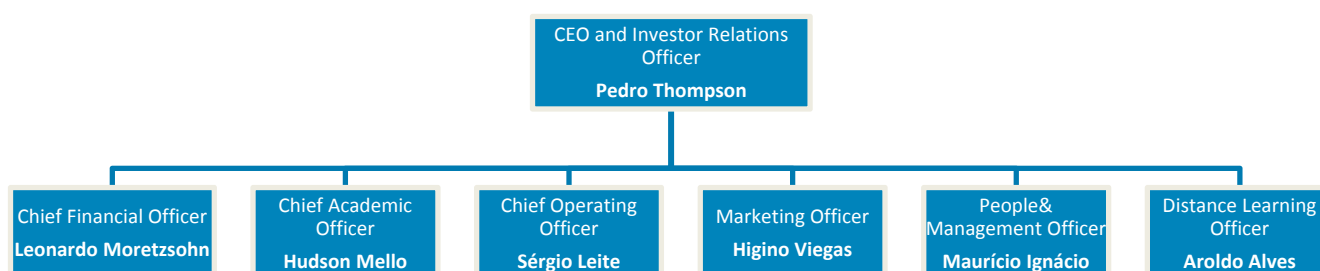 CEO and Investor Relations
Officer
Pedro Thompson
Chief Financial Officer
Leonardo Moretzsohn
Chief Academic
Officer
Hudson Mello
Chief Operating
Officer
Sérgio Leite
Marketing Officer
Higino Viegas
People&
Management Officer
Maurício Ignácio
Distance Learning
Officer
Aroldo Alves